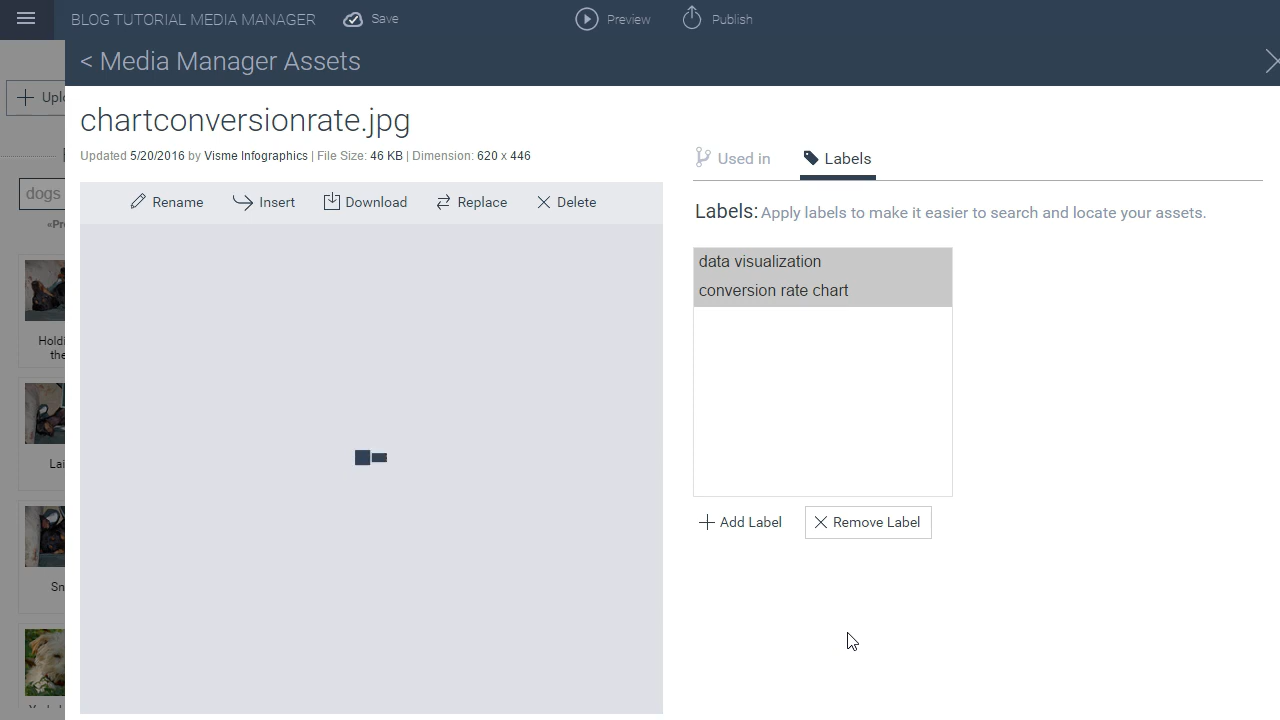 BLOG TUTORIAL MEDIA MANAGER
Save
Preview
Publish
< Media Manager Assets
chartconversionrate.jpg
Updated 5/20/2016 by Visme Infographics | File Size: 46 KB | Dimension: 620 x 446
Rename
Insert
Download
Replace
Delete
Used in
Labels
Labels: Apply labels to make it easier to search and locate your assets.
data visualization
conversion rate chart
Add Label
Remove Label
dogs